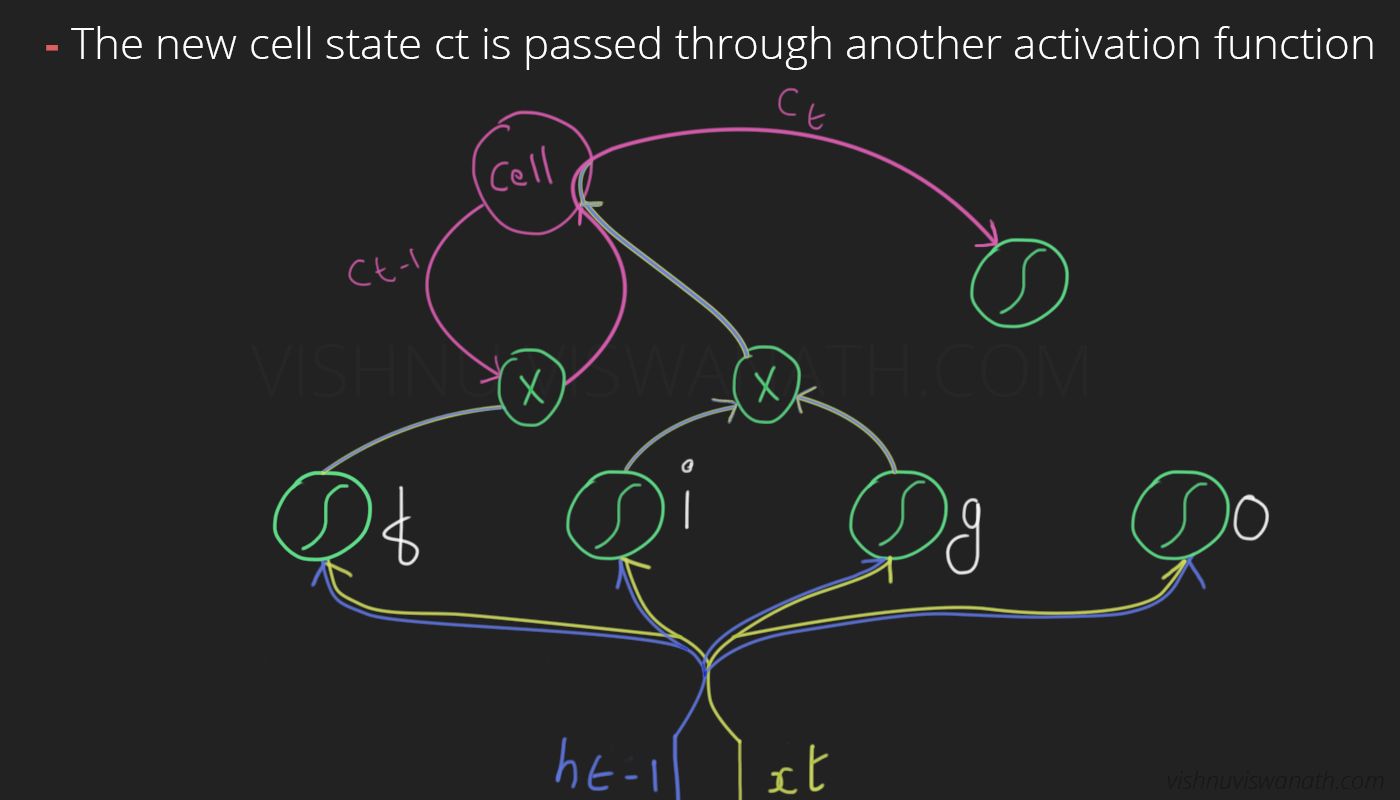 - The new cell state ct is passed through another activation function
Ct
Cell
Ct-1
VISHNUVISWANATH.COM
X X
f i g o
ht-1 xt
vishnuviswanath.com